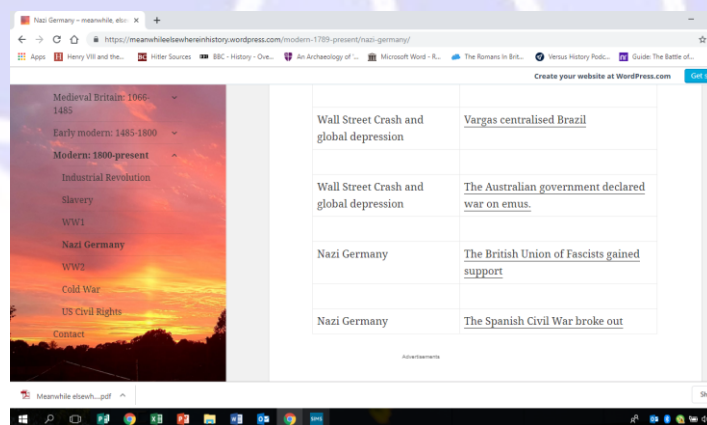 Nazi Germany – meanwhile, else
https://meanwhileelsewhereinhistory.wordpress.com/modern-1789-present/nazi-germany/
Apps Henry VIII and the... Hitler Sources BBC - History - Ove... An Archaeology of '... Microsoft Word - R... The Romans In Brit... Versus History Podc... Guide: The Battle of...
Create your website at WordPress.com Get s
Medieval Britain: 1066-
1485
Early modern: 1485-1800
Modern: 1800-present
Industrial Revolution
Slavery
WW1
Nazi Germany
WW2
Cold War
US Civil Rights
Contact
Wall Street Crash and
global depression
Vargas centralised Brazil
Wall Street Crash and
global depression
The Australian government declared
war on emus.
Nazi Germany
The British Union of Fascists gained
support
Nazi Germany
The Spanish Civil War broke out
Advertisements
Meanwhile elsewh....pdf